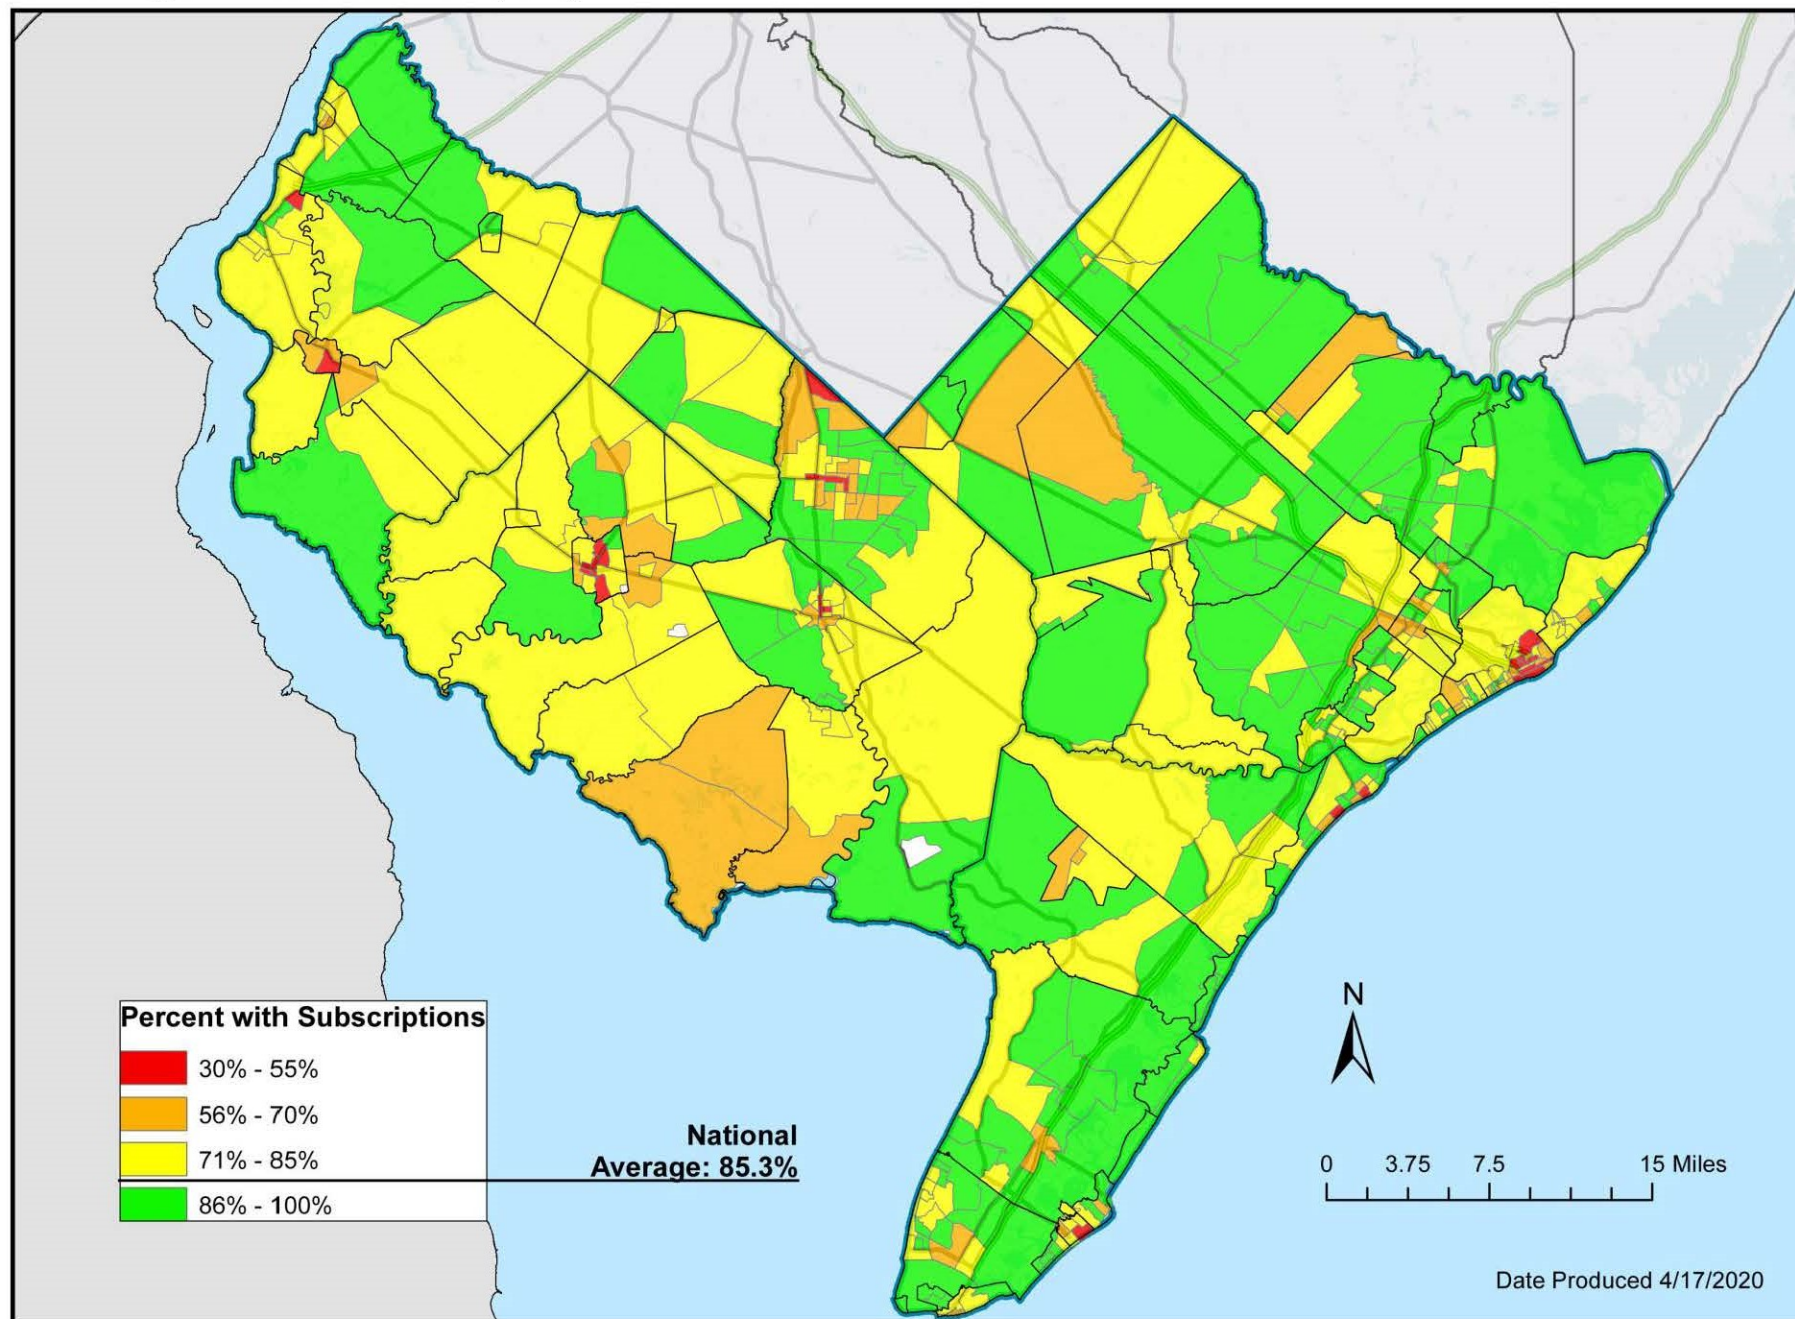 Percent with Subscriptions
30% - 55%
56% - 70%
71% - 85%
86% - 100%
National
Average: 85.3%
N
0 3.75 7.5 15 Miles
Date Produced 4/17/2020